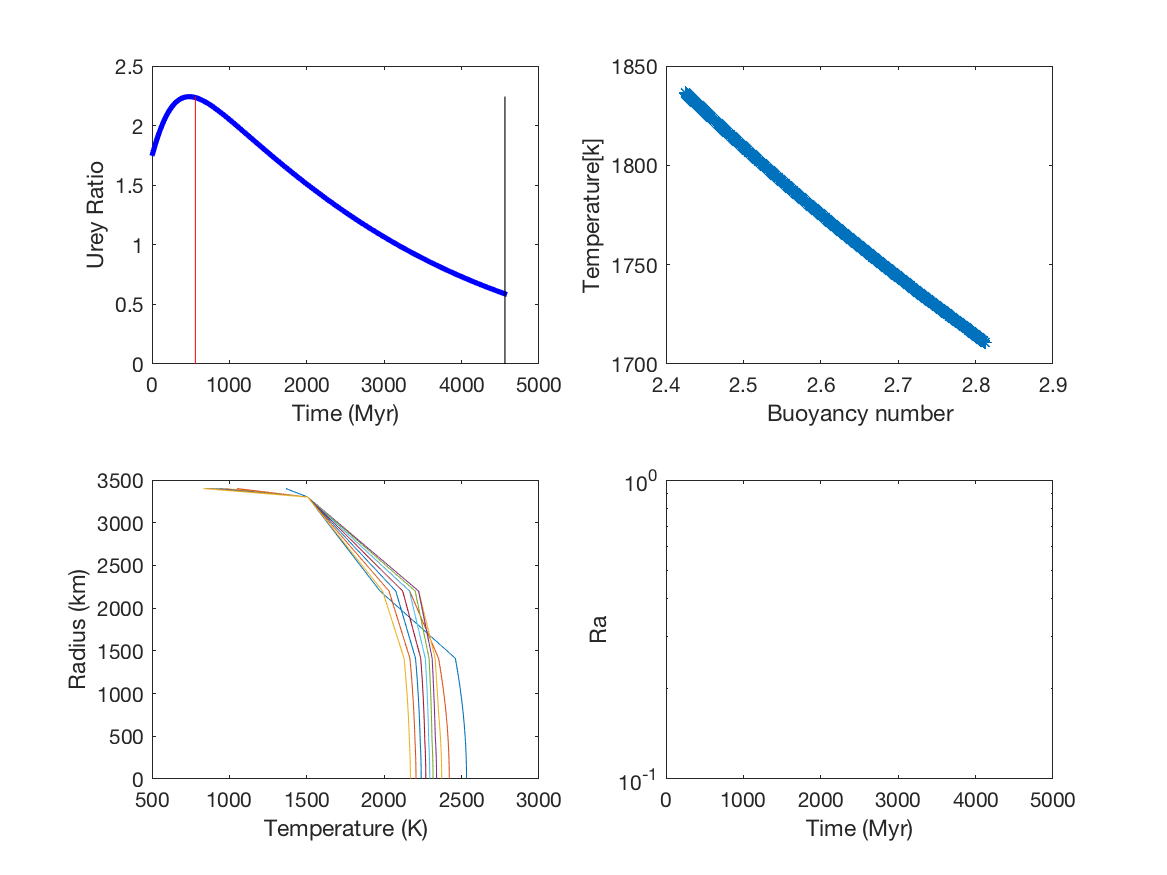 2.5
2
1.5
1
0.5
0
Urey Ratio
0 1000 2000 3000 4000 5000
Time (Myr)
1850
1800
1750
1700
Temperature[k]
2.4 2.5 2.6 2.7 2.8 2.9
Buoyancy number
3500
3000
2500
2000
1500
1000
500
0
Radius (km)
500 1000 1500 2000 2500 3000
Temperature (K)
10^0
10^-1
Ra
0 1000 2000 3000 4000 5000
Time (Myr)